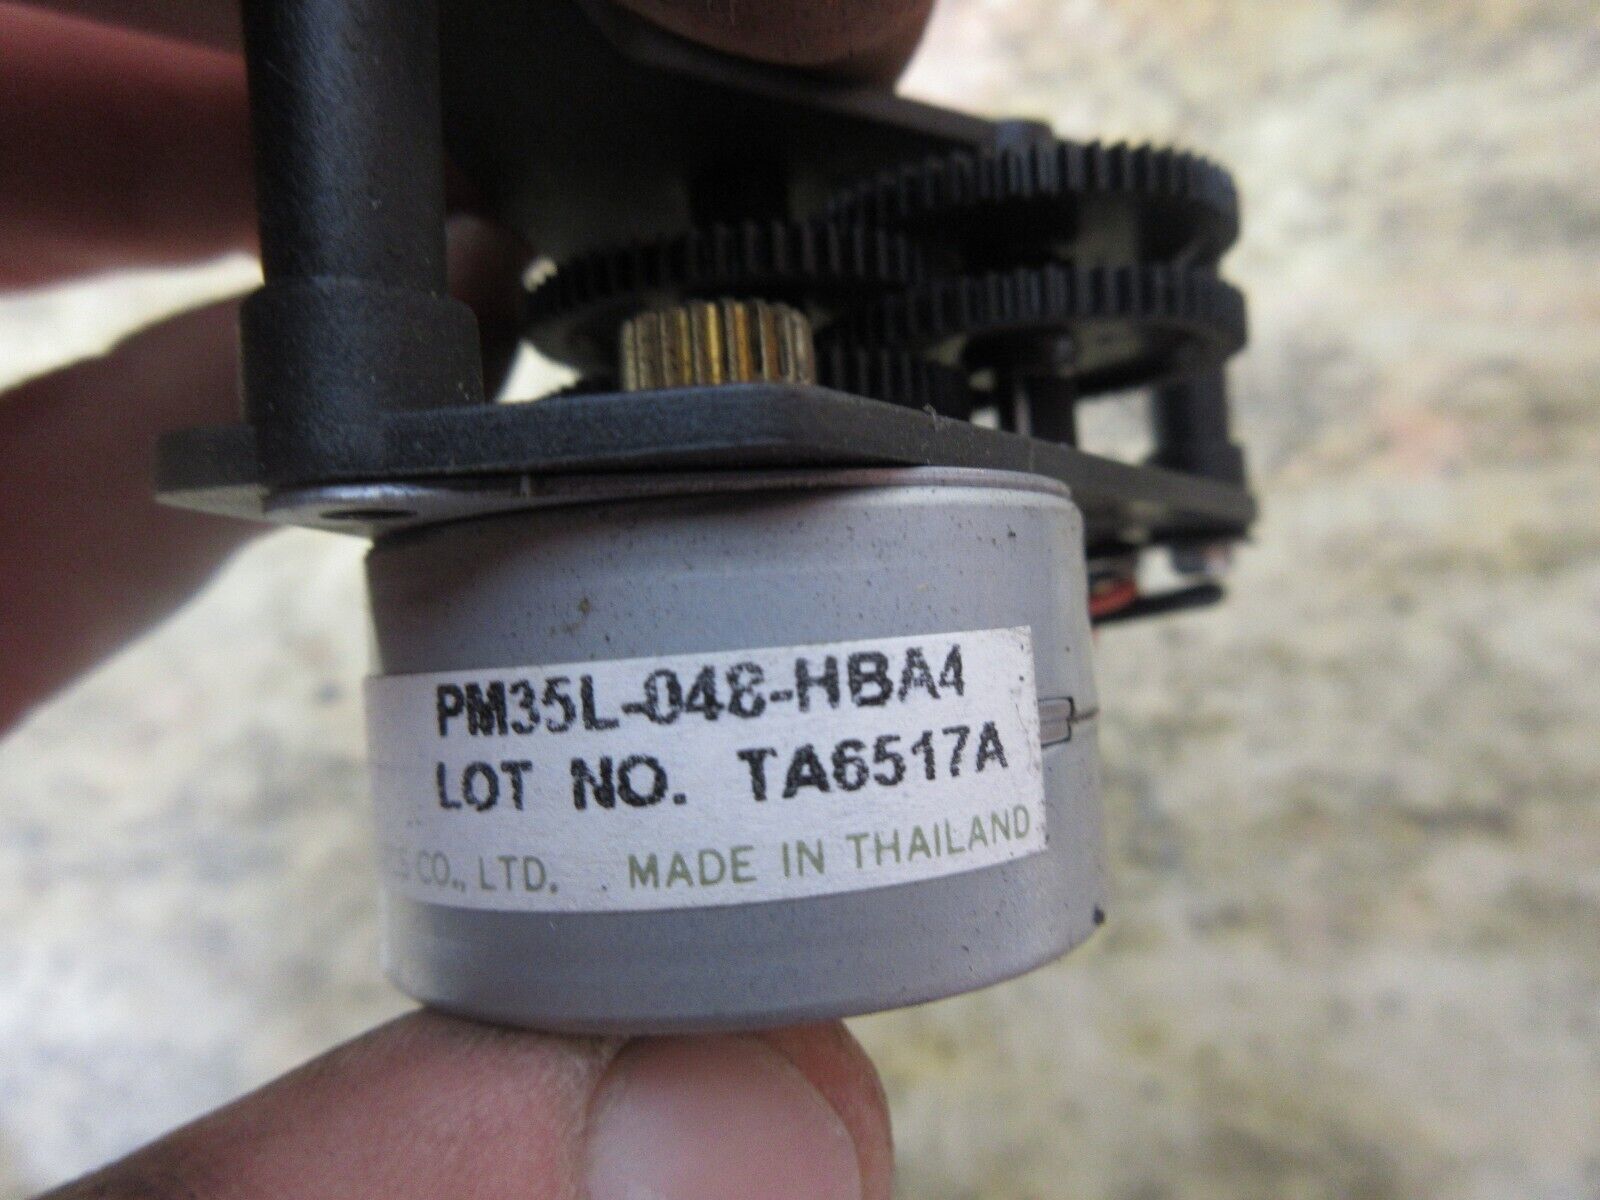 PM35L-048-HBA4
LOT NO. TA6517A
CO., LTD. MADE IN THAILAND